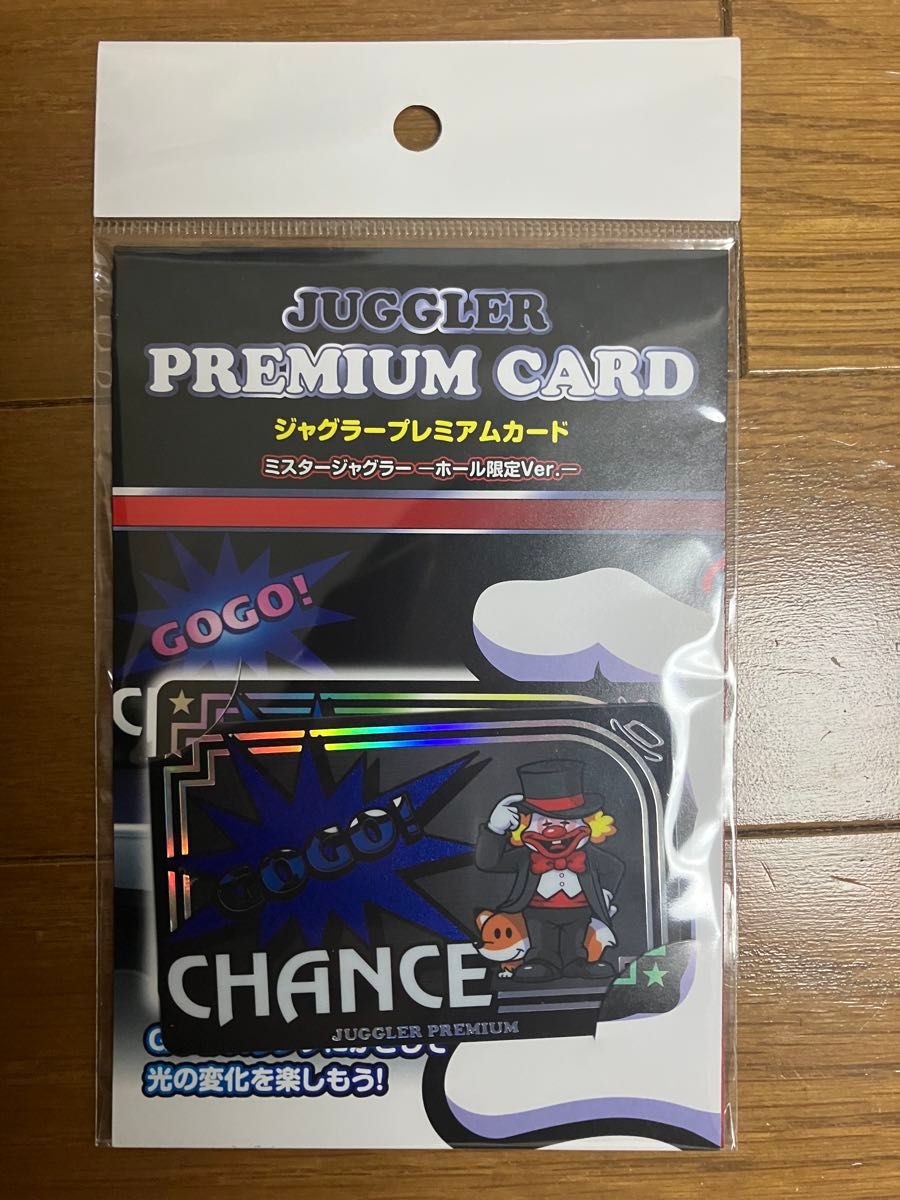 JUGGLER
PREMIUM CARD
ジャグラープレミアムカード
ミスタージャグラー ―ホール限定Ver.―
GOGO!
GOGO!
CHANCE
JUGGLER PREMIUM
光の変化を楽しもう!